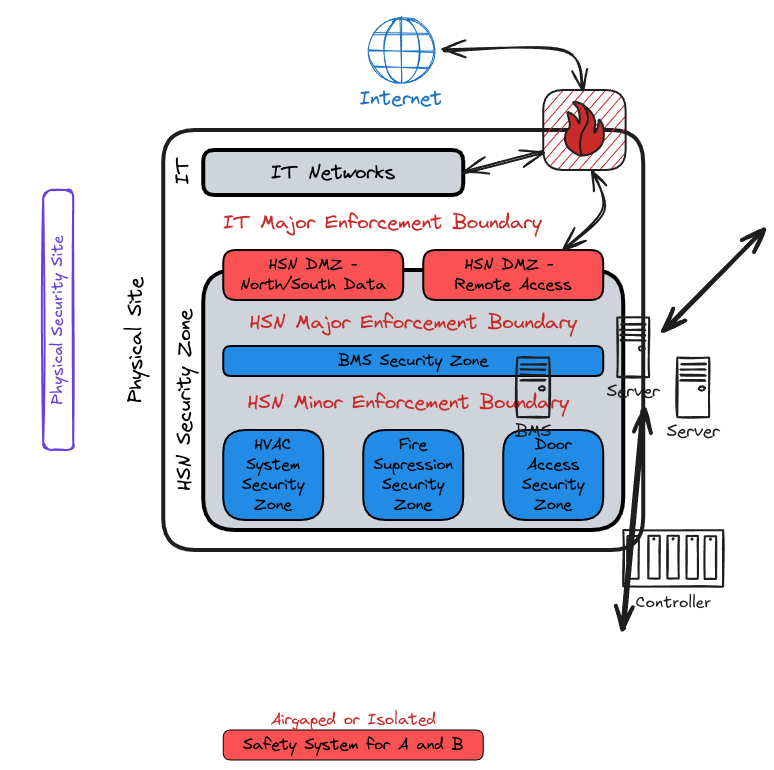 Internet
IT
IT Networks
IT Major Enforcement Boundary
HSN DMZ -
North/South Data
HSN DMZ -
Remote Access
Physical Security Site
Physical Site
HSN Security Zone
HSN Major Enforcement Boundary
BMS Security Zone
HSN Minor Enforcement Boundary
BMS
Server
Server
HVAC
System
Security
Zone
Fire
Supression
Security
Zone
Door
Access
Security
Zone
Controller
Airgaped or Isolated
Safety System for A and B